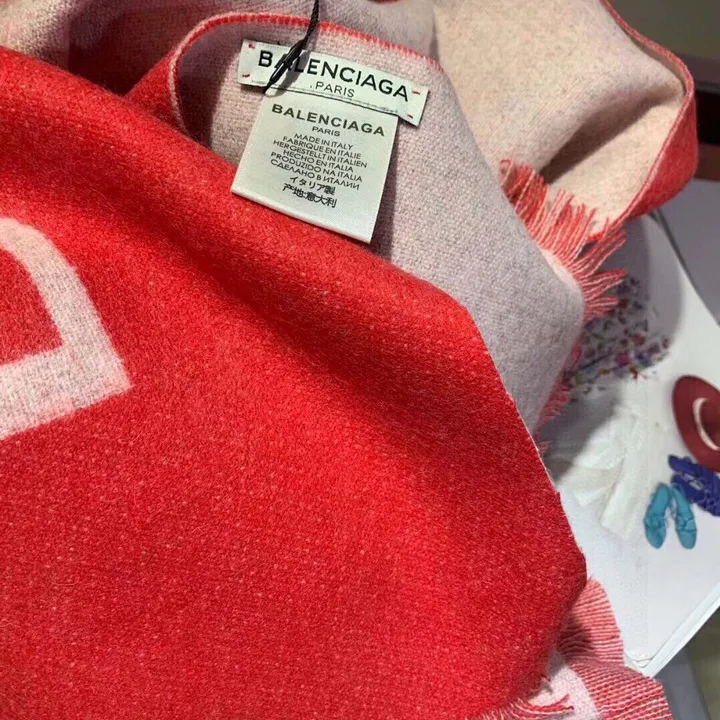 BALENCIAGA
PARIS
BALENCIAGA
PARIS
MADE IN ITALY
FABRIQUE EN ITALIE
HERGESTELLT IN ITALIEN
HECHO EN ITALIA
PRODUZIDO NA ITALIA
СДЕЛАНО В ИТАЛИИ
イタリア製
产地:意大利